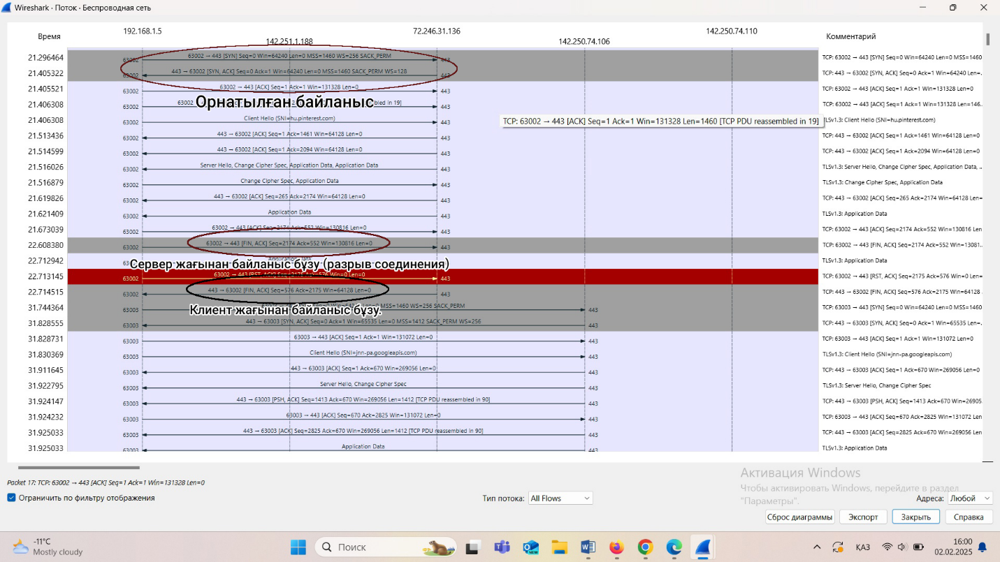 Wireshark · Поток · Беспроводная сеть
192.168.1.5 72.246.31.136 142.250.74.110
Время 142.251.1.188 142.250.74.106 Комментарий
21.296464 63002 → 443 [SYN] Seq=0 Win=64240 Len=0 MSS=1460 WS=256 SACK_PERM TCP: 63002 → 443 [SYN] Seq=0 Win=64240 Len=0 MSS=1460
63002 443
21.405322 443 → 63002 [SYN, ACK] Seq=0 Ack=1 Win=64240 Len=0 MSS=1460 SACK_PERM WS=128 TCP: 443 → 63002 [SYN, ACK] Seq=0 Ack=1 Win=64240 Len=..
63002 443
21.405521 63002 → 443 [ACK] Seq=1 Ack=1 Win=131328 Len=0 TCP: 63002 → 443 [ACK] Seq=1 Ack=1 Win=131328 Len=0
63002 443
Орнатылған байланыс
21.406308 63002 bled in 19] TCP: 63002 → 443 [ACK] Seq=1 Ack=1 Win=131328 Len=146..
63002 443
TCP: 63002 → 443 [ACK] Seq=1 Ack=1 Win=131328 Len=1460 [TCP PDU reassembled in 19]
21.406308 Client Hello (SNI=hu.pinterest.com) TLSv1.3: Client Hello (SNI=hu.pinterest.com)
63002 443
21.513436 443 → 63002 [ACK] Seq=1 Ack=1461 Win=64128 Len=0 TCP: 443 → 63002 [ACK] Seq=1 Ack=1461 Win=64128 Len=0
63002 443
21.514599 443 → 63002 [ACK] Seq=1 Ack=2094 Win=64128 Len=0 TCP: 443 → 63002 [ACK] Seq=1 Ack=2094 Win=64128 Len=0
63002 443
21.516026 Server Hello, Change Cipher Spec, Application Data, Application Data TLSv1.3: Server Hello, Change Cipher Spec, Application Data, ..
63002 443
21.516879 Change Cipher Spec, Application Data TLSv1.3: Change Cipher Spec, Application Data
63002 443
21.619826 443 → 63002 [ACK] Seq=265 Ack=2174 Win=64128 Len=0 TCP: 443 → 63002 [ACK] Seq=265 Ack=2174 Win=64128 Len=
63002 443
21.621409 Application Data TLSv1.3: Application Data
63002 443
21.673039 63002 → 443 [ACK] Seq=2174 Ack=552 Win=130816 Len=0 TCP: 63002 → 443 [ACK] Seq=2174 Ack=552 Win=130816 Len
63002 443
22.608380 63002 → 443 [FIN, ACK] Seq=2174 Ack=552 Win=130816 Len=0 TCP: 63002 → 443 [FIN, ACK] Seq=2174 Ack=552 Win=13081..
63002 443
22.712942 Application Data TLSv1.3: Application Data
Сервер жағынан байланыс бұзу (разрыв соединения)
22.713145 63002 → 443 [RST, ACK] Seq=2175 Ack=576 Win=0 Len=0 TCP: 63002 → 443 [RST, ACK] Seq=2175 Ack=576 Win=0 Len=
63002 443
22.714515 443 → 63002 [FIN, ACK] Seq=576 Ack=2175 Win=64128 Len=0 TCP: 443 → 63002 [FIN, ACK] Seq=576 Ack=2175 Win=64128
63002 443
31.744364 MSS=1460 WS=256 SACK_PERM TCP: 63003 → 443 [SYN] Seq=0 Win=64240 Len=0 MSS=1460
Клиент жағынан байланыс бұзу.
63003 443
31.828555 443 → 63003 [SYN, ACK] Seq=0 Ack=1 Win=65535 Len=0 MSS=1412 SACK_PERM WS=256 TCP: 443 → 63003 [SYN, ACK] Seq=0 Ack=1 Win=65535 Len=..
63003 443
31.828731 63003 → 443 [ACK] Seq=1 Ack=1 Win=131072 Len=0 TCP: 63003 → 443 [ACK] Seq=1 Ack=1 Win=131072 Len=0
63003 443
31.830369 Client Hello (SNI=jnn-pa.googleapis.com) TLSv1.3: Client Hello (SNI=jnn-pa.googleapis.com)
63003 443
31.911645 443 → 63003 [ACK] Seq=1 Ack=670 Win=269056 Len=0 TCP: 443 → 63003 [ACK] Seq=1 Ack=670 Win=269056 Len=0
63003 443
31.922795 Server Hello, Change Cipher Spec TLSv1.3: Server Hello, Change Cipher Spec
63003 443
31.924147 443 → 63003 [PSH, ACK] Seq=1413 Ack=670 Win=269056 Len=1412 [TCP PDU reassembled in 90] TCP: 443 → 63003 [PSH, ACK] Seq=1413 Ack=670 Win=26905
63003 443
31.924232 63003 → 443 [ACK] Seq=670 Ack=2825 Win=131072 Len=0 TCP: 63003 → 443 [ACK] Seq=670 Ack=2825 Win=131072 Len
63003 443
31.925033 443 → 63003 [ACK] Seq=2825 Ack=670 Win=269056 Len=1412 [TCP PDU reassembled in 90] TCP: 443 → 63003 [ACK] Seq=2825 Ack=670 Win=269056 Len
63003 443
31.925033 Application Data TLSv1.3: Application Data
63003 443
Packet 17: TCP: 63002 → 443 [ACK] Seq=1 Ack=1 Win=131328 Len=0
Активация Windows
Чтобы активировать Windows, перейдите в раздел
"Параметры".
Ограничить по фильтру отображения Тип потока: All Flows Адреса: Любой
Сброс диаграммы Экспорт Закрыть Справка
-11°C
Mostly cloudy
Поиск
ҚАЗ
16:00
02.02.2025